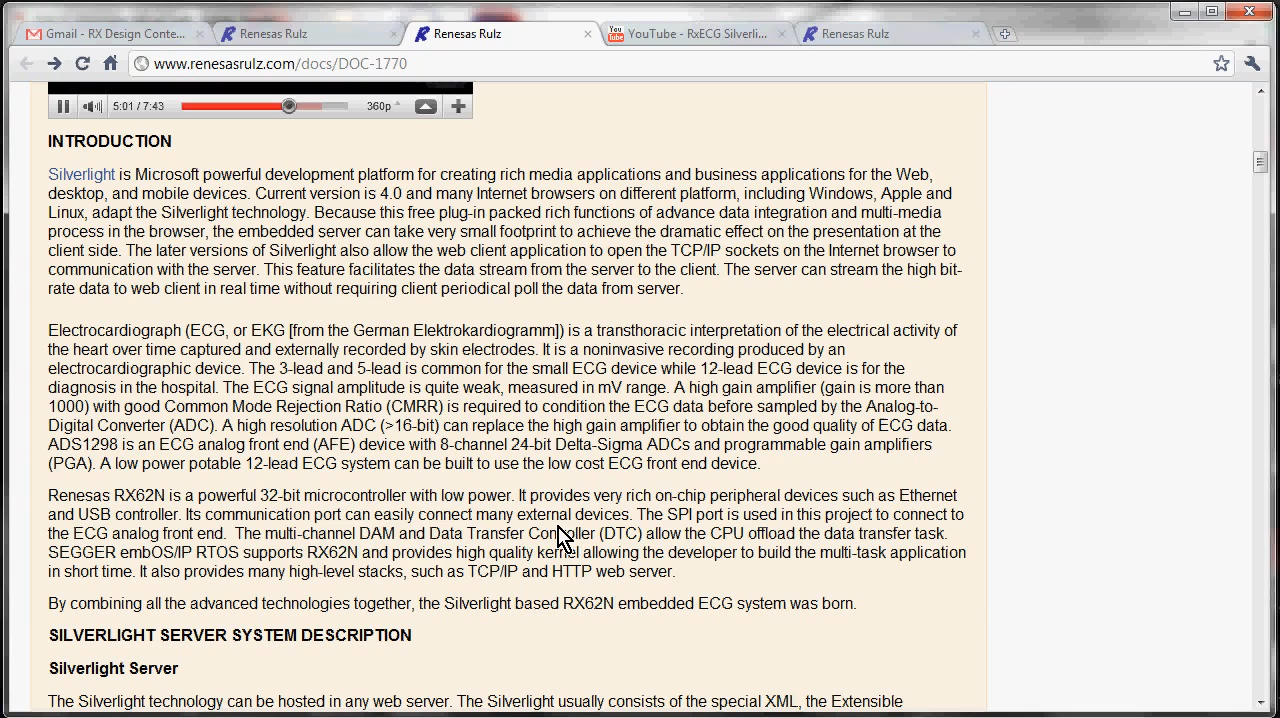 Gmail - RX Design Conte...
Renesas Rulz
Renesas Rulz
YouTube - RxECG Silverli...
Renesas Rulz
www.renesasrulz.com/docs/DOC-1770
5:01 / 7:43
360p
INTRODUCTION
Silverlight is Microsoft powerful development platform for creating rich media applications and business applications for the Web,
desktop, and mobile devices. Current version is 4.0 and many Internet browsers on different platform, including Windows, Apple and
Linux, adapt the Silverlight technology. Because this free plug-in packed rich functions of advance data integration and multi-media
process in the browser, the embedded server can take very small footprint to achieve the dramatic effect on the presentation at the
client side. The later versions of Silverlight also allow the web client application to open the TCP/IP sockets on the Internet browser to
communication with the server. This feature facilitates the data stream from the server to the client. The server can stream the high bit-
rate data to web client in real time without requiring client periodical poll the data from server.
Electrocardiograph (ECG, or EKG [from the German Elektrokardiogramm]) is a transthoracic interpretation of the electrical activity of
the heart over time captured and externally recorded by skin electrodes. It is a noninvasive recording produced by an
electrocardiographic device. The 3-lead and 5-lead is common for the small ECG device while 12-lead ECG device is for the
diagnosis in the hospital. The ECG signal amplitude is quite weak, measured in mV range. A high gain amplifier (gain is more than
1000) with good Common Mode Rejection Ratio (CMRR) is required to condition the ECG data before sampled by the Analog-to-
Digital Converter (ADC). A high resolution ADC (>16-bit) can replace the high gain amplifier to obtain the good quality of ECG data.
ADS1298 is an ECG analog front end (AFE) device with 8-channel 24-bit Delta-Sigma ADCs and programmable gain amplifiers
(PGA). A low power potable 12-lead ECG system can be built to use the low cost ECG front end device.
Renesas RX62N is a powerful 32-bit microcontroller with low power. It provides very rich on-chip peripheral devices such as Ethernet
and USB controller. Its communication port can easily connect many external devices. The SPI port is used in this project to connect to
the ECG analog front end. The multi-channel DAM and Data Transfer Controller (DTC) allow the CPU offload the data transfer task.
SEGGER embOS/IP RTOS supports RX62N and provides high quality kernel allowing the developer to build the multi-task application
in short time. It also provides many high-level stacks, such as TCP/IP and HTTP web server.
By combining all the advanced technologies together, the Silverlight based RX62N embedded ECG system was born.
SILVERLIGHT SERVER SYSTEM DESCRIPTION
Silverlight Server
The Silverlight technology can be hosted in any web server. The Silverlight usually consists of the special XML, the Extensible